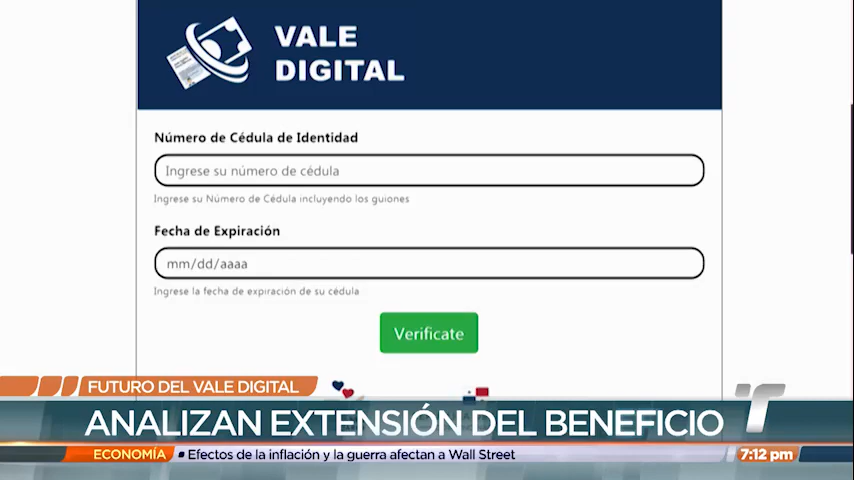 VALE
DIGITAL
Número de Cédula de Identidad
Ingrese su número de cédula
Ingrese su Número de Cédula incluyendo los guiones
Fecha de Expiración
mm/dd/aaaa
Ingrese la fecha de expiración de su cédula
Verificate
FUTURO DEL VALE DIGITAL
ANALIZAN EXTENSIÓN DEL BENEFICIO
ECONOMÍA
Efectos de la inflación y la guerra afectan a Wall Street
7:12 pm